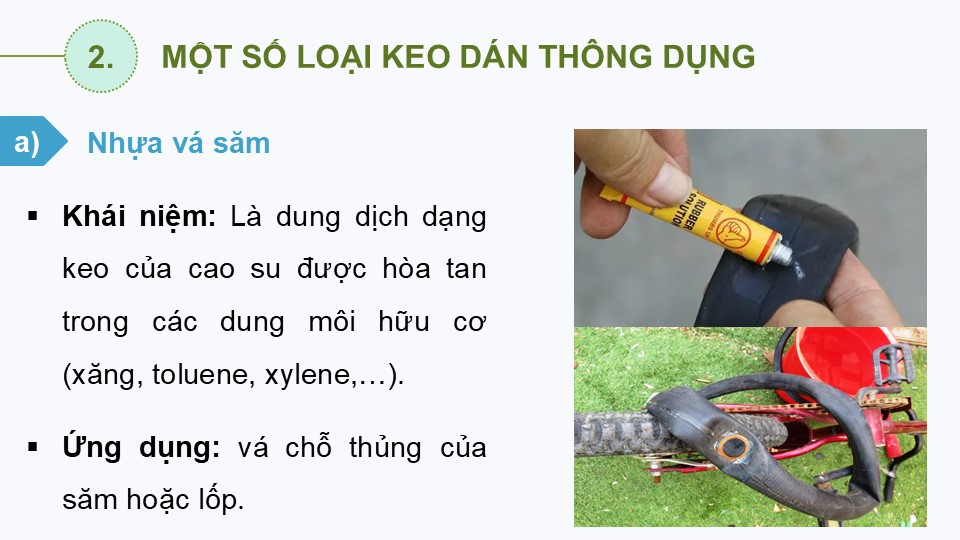 2.
MỘT SỐ LOẠI KEO DÁN THÔNG DỤNG
a)
Nhựa vá săm
▪ Khái niệm: Là dung dịch dạng
keo của cao su được hòa tan
trong các dung môi hữu cơ
(xăng, toluene, xylene,…).
▪ Ứng dụng: vá chỗ thủng của
săm hoặc lốp.
RUBBER
SOLUTION
THUMBS UP